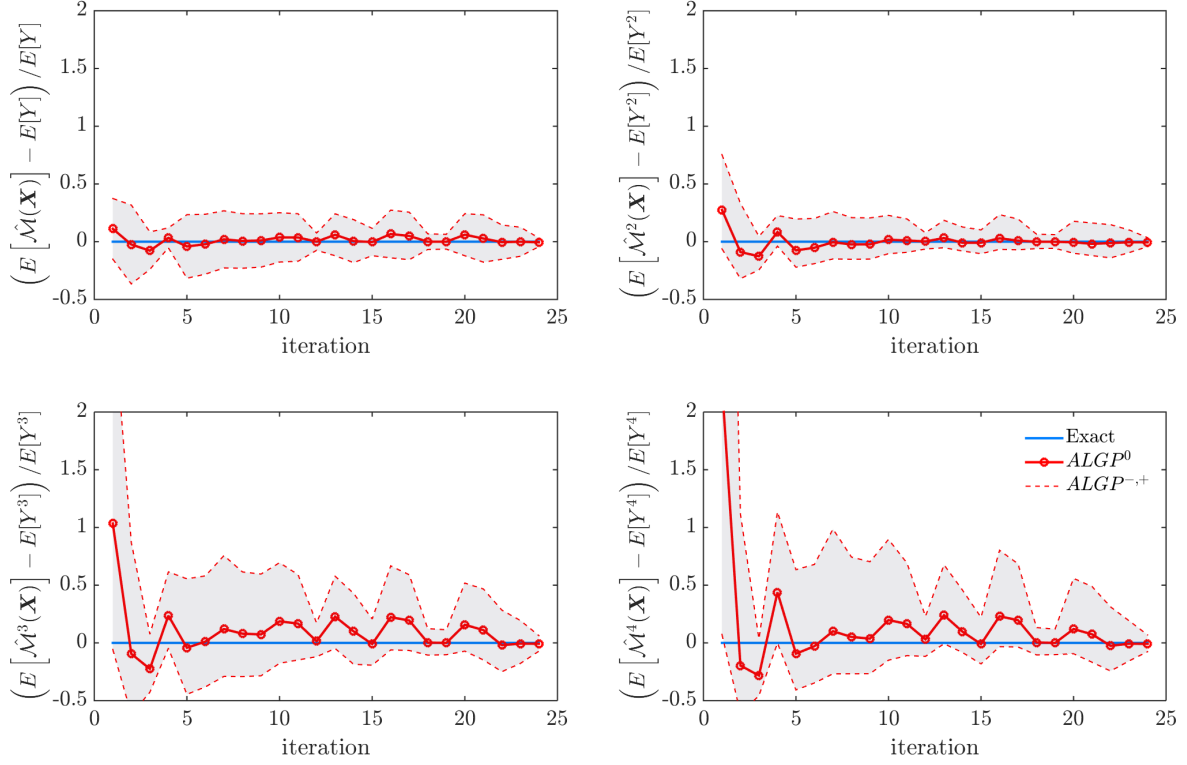 (E [M̂(X)] − E[Y]) /E[Y]
2
1.5
1
0.5
0
-0.5
0 5 10 15 20 25
iteration
(E [M̂²(X)] − E[Y²]) /E[Y²]
2
1.5
1
0.5
0
-0.5
0 5 10 15 20 25
iteration
(E [M̂³(X)] − E[Y³]) /E[Y³]
2
1.5
1
0.5
0
-0.5
0 5 10 15 20 25
iteration
(E [M̂⁴(X)] − E[Y⁴]) /E[Y⁴]
2
1.5
1
0.5
0
-0.5
0 5 10 15 20 25
iteration
Exact
ALGP⁰
ALGP⁻,⁺